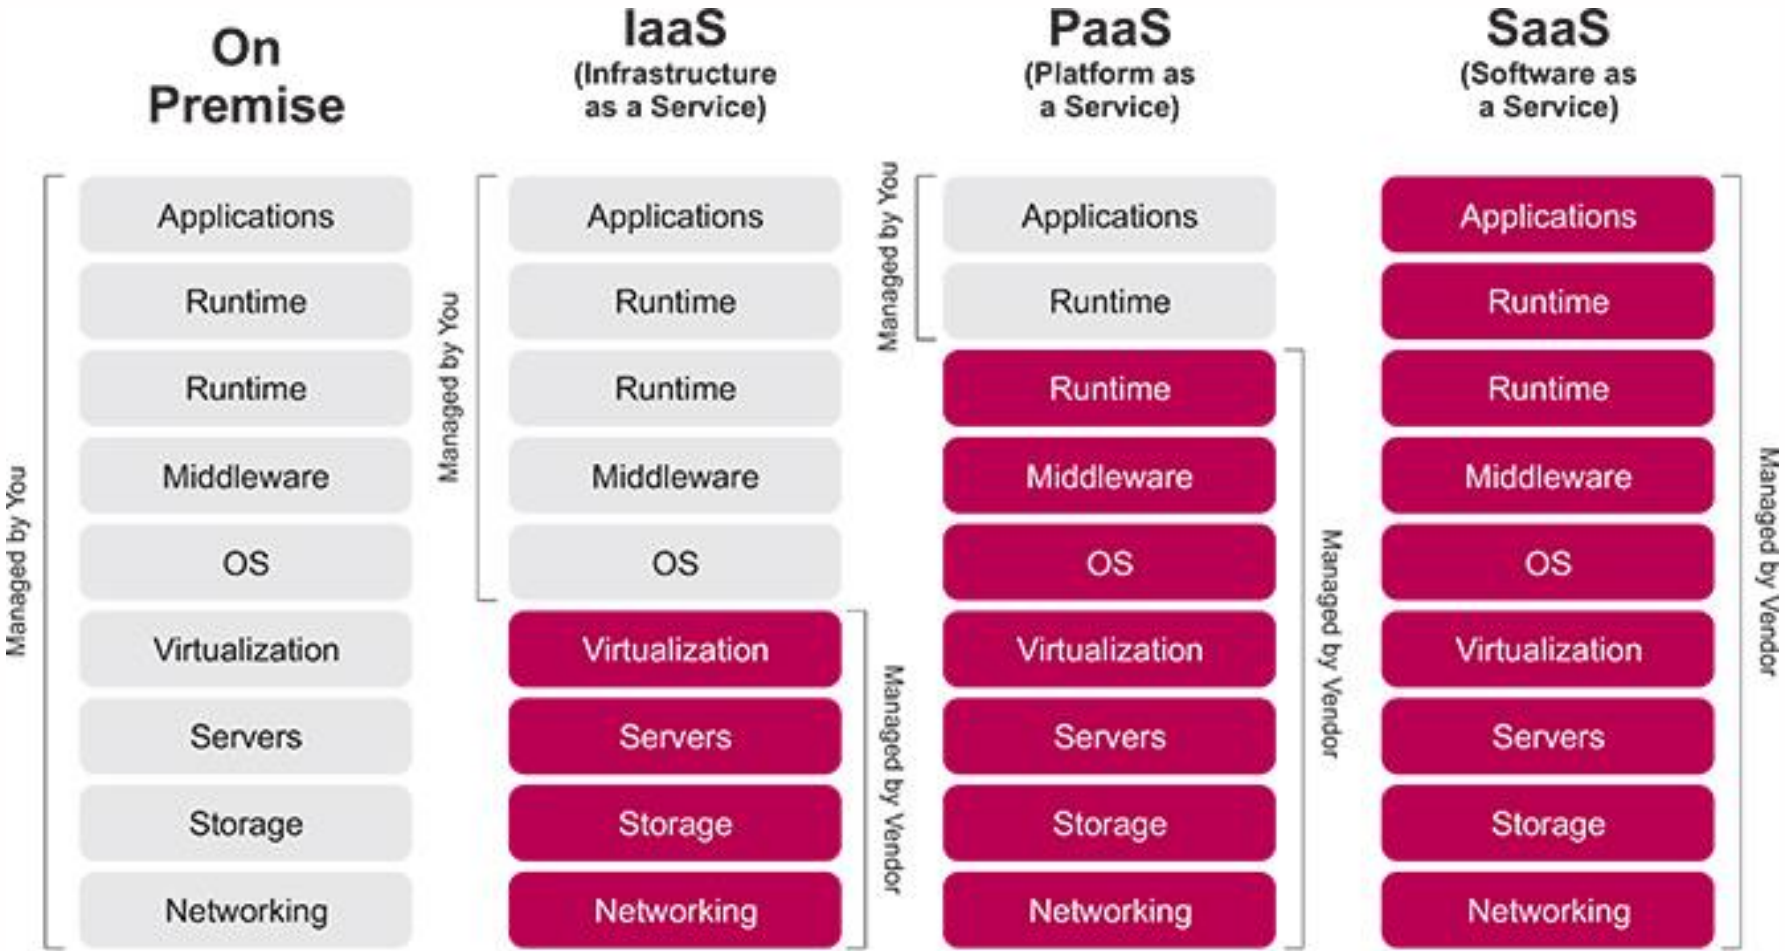 On
Premise
Managed by You
Applications
Runtime
Runtime
Middleware
OS
Virtualization
Servers
Storage
Networking
IaaS
(Infrastructure
as a Service)
Managed by You
Applications
Runtime
Runtime
Middleware
OS
Virtualization
Servers
Storage
Networking
Managed by Vendor
PaaS
(Platform as
a Service)
Managed by You
Applications
Runtime
Runtime
Middleware
OS
Virtualization
Servers
Storage
Networking
Managed by Vendor
SaaS
(Software as
a Service)
Applications
Runtime
Runtime
Middleware
OS
Virtualization
Servers
Storage
Networking
Managed by Vendor